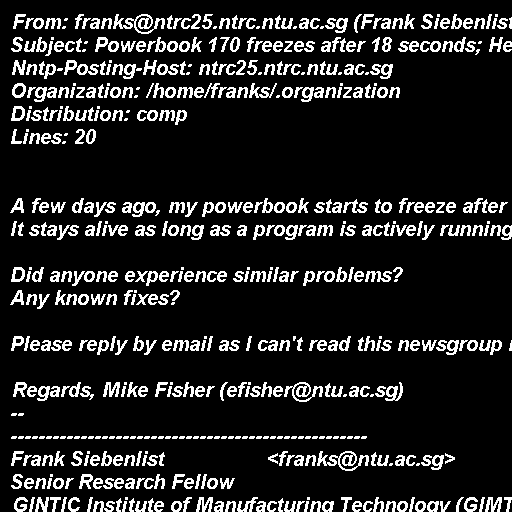 From: franks@ntrc25.ntrc.ntu.ac.sg (Frank Siebenlist
Subject: Powerbook 170 freezes after 18 seconds; He
Nntp-Posting-Host: ntrc25.ntrc.ntu.ac.sg
Organization: /home/franks/.organization
Distribution: comp
Lines: 20
A few days ago, my powerbook starts to freeze after
It stays alive as long as a program is actively running
Did anyone experience similar problems?
Any known fixes?
Please reply by email as I can't read this newsgroup
Regards, Mike Fisher (efisher@ntu.ac.sg)
--
---------------------------------------------------
Frank Siebenlist <franks@ntu.ac.sg>
Senior Research Fellow
GINTIC Institute of Manufacturing Technology (GIMT